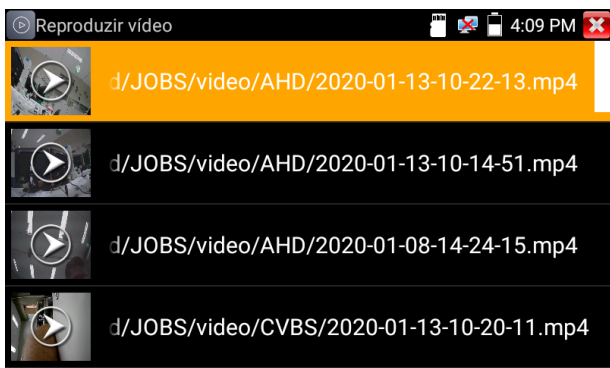 Reproduzir vídeo 4:09 PM
d/JOBS/video/AHD/2020-01-13-10-22-13.mp4
d/JOBS/video/AHD/2020-01-13-10-14-51.mp4
d/JOBS/video/AHD/2020-01-08-14-24-15.mp4
d/JOBS/video/CVBS/2020-01-13-10-20-11.mp4